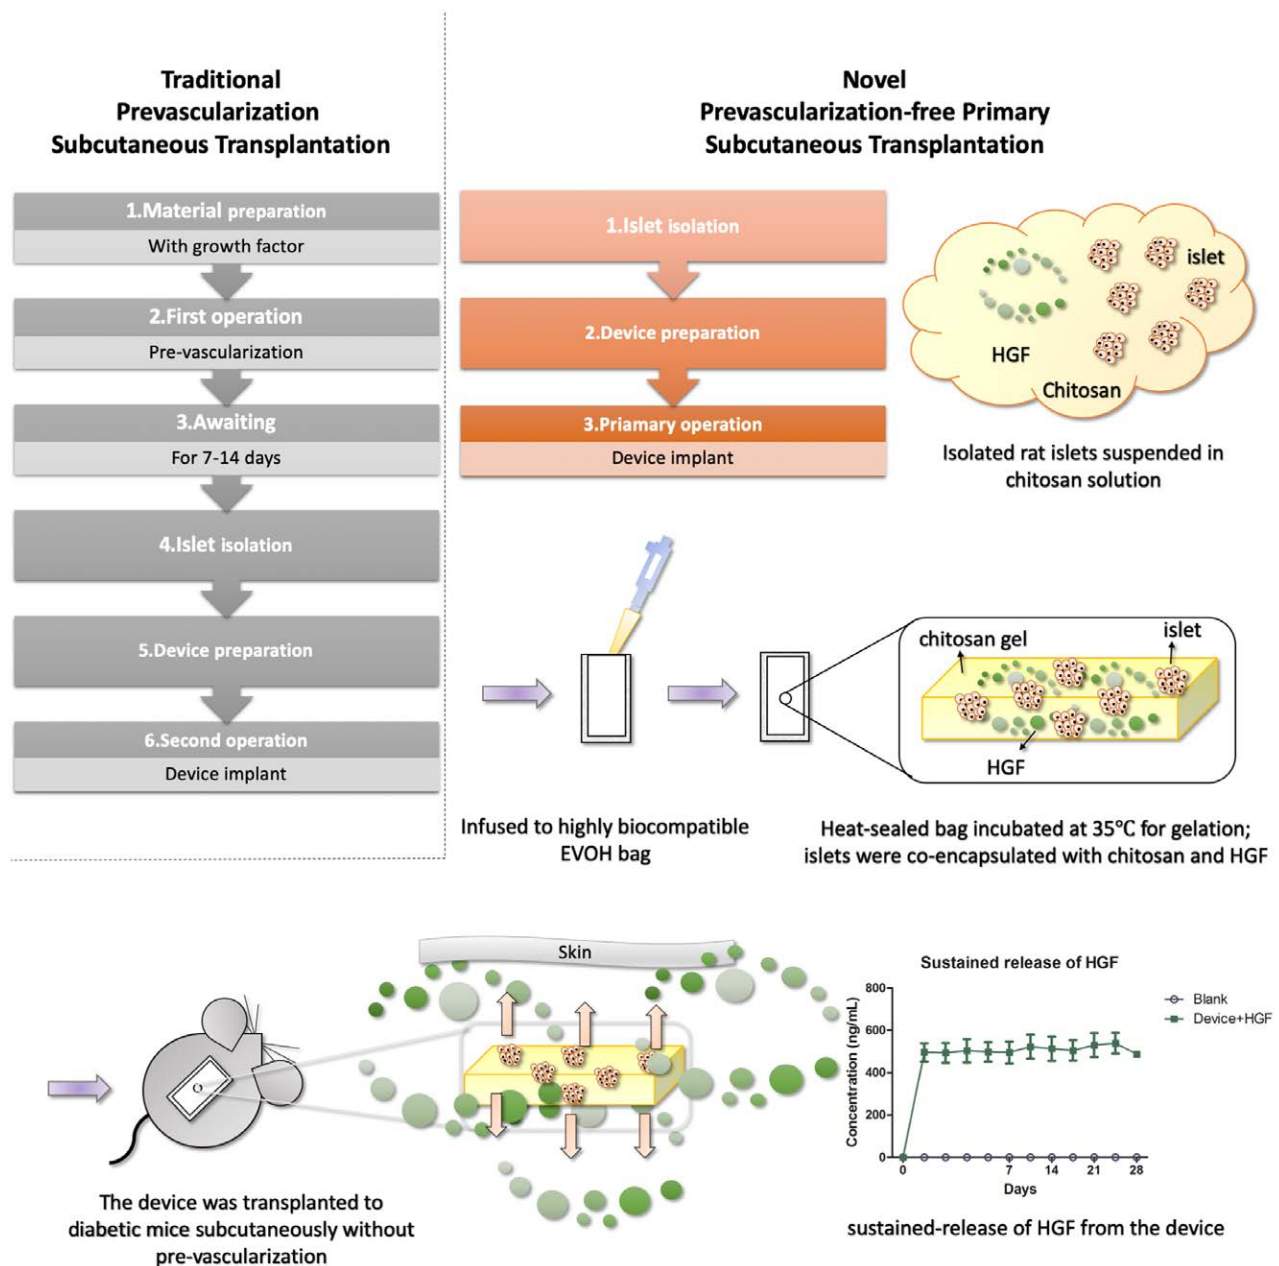 Traditional
Prevascularization
Subcutaneous Transplantation
1.Material preparation
With growth factor
2.First operation
Pre-vascularization
3.Awaiting
For 7-14 days
4.Islet isolation
5.Device preparation
6.Second operation
Device implant
Novel
Prevascularization-free Primary
Subcutaneous Transplantation
1.Islet isolation
2.Device preparation
3.Priamary operation
Device implant
islet
HGF
Chitosan
Isolated rat islets suspended in
chitosan solution
Infused to highly biocompatible
EVOH bag
chitosan gel
islet
HGF
Heat-sealed bag incubated at 35℃ for gelation;
islets were co-encapsulated with chitosan and HGF
The device was transplanted to
diabetic mice subcutaneously without
pre-vascularization
Skin
Sustained release of HGF
Concentration (ng/mL)
800
600
400
200
0
0 7 14 21 28
Days
Blank
Device+HGF
sustained-release of HGF from the device